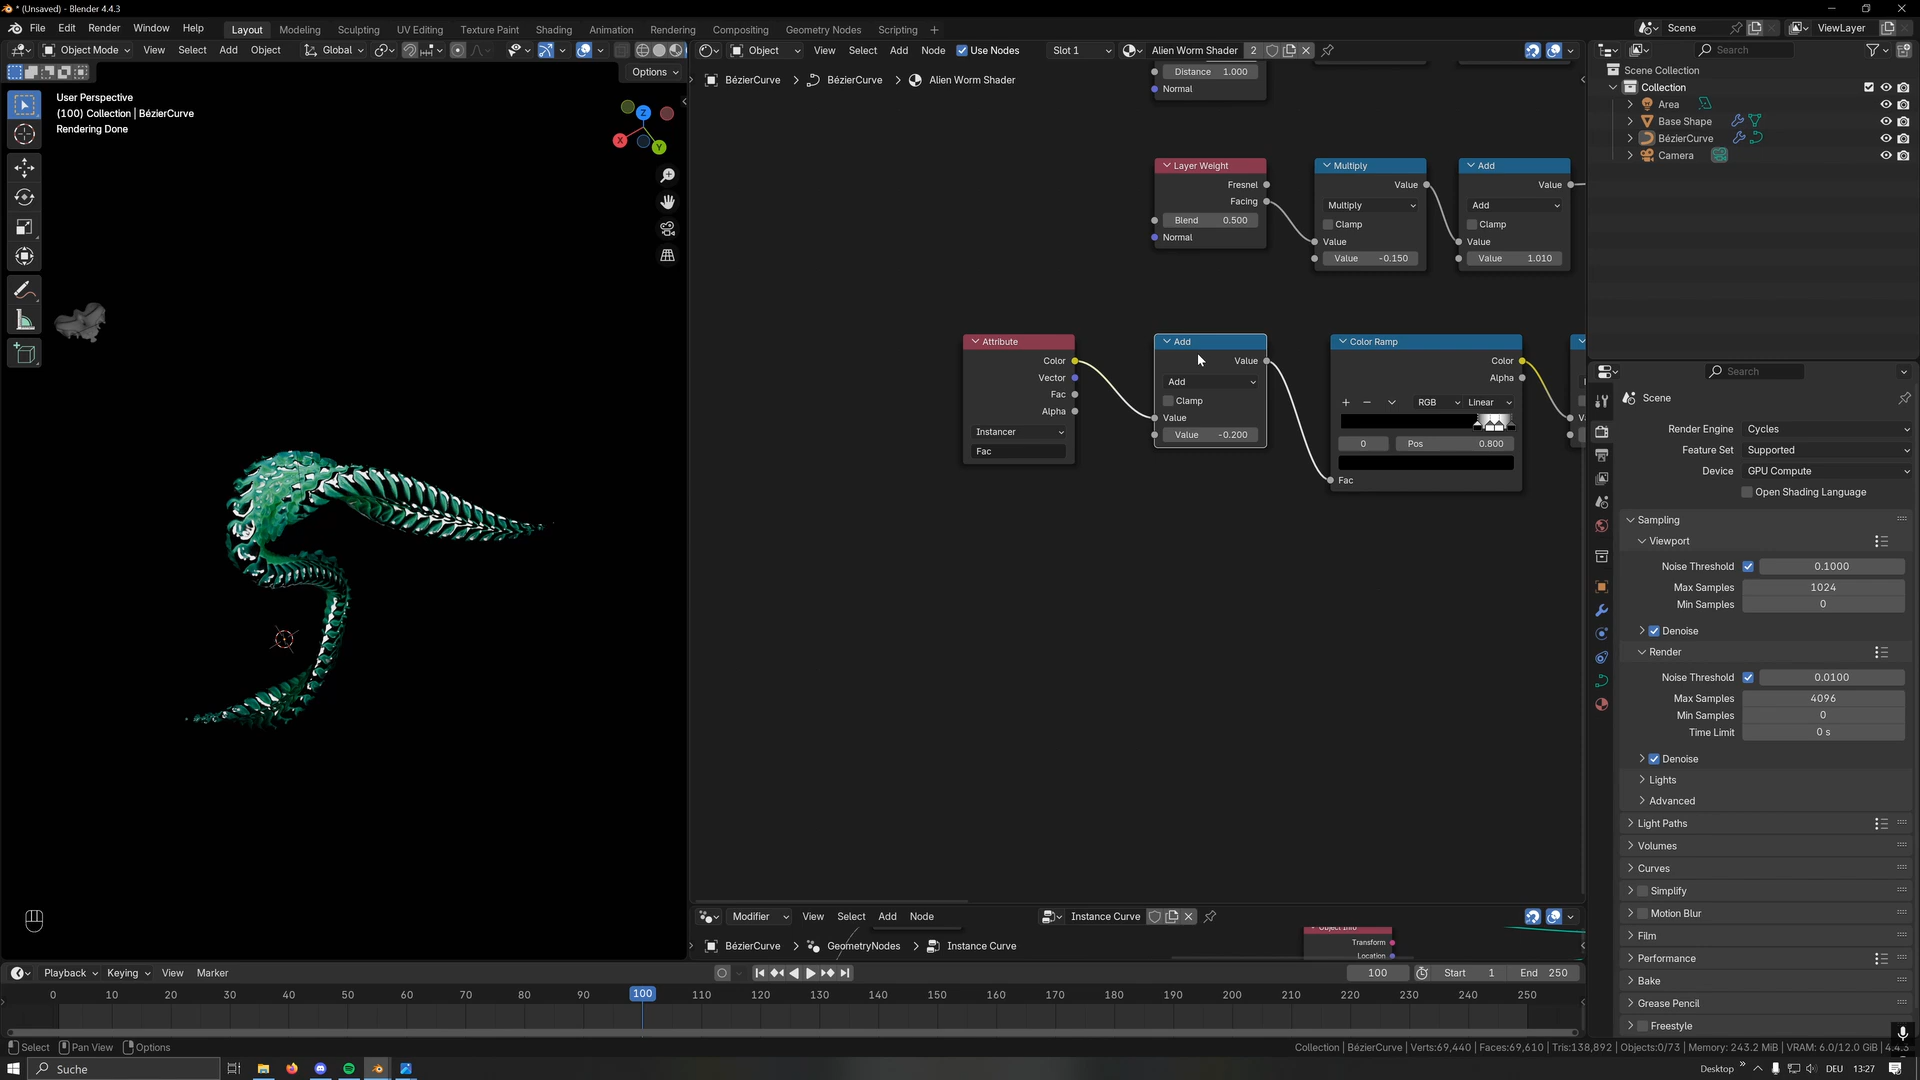 * (Unsaved) - Blender 4.4.3
File Edit Render Window Help Layout Modeling Sculpting UV Editing Texture Paint Shading Animation Rendering Compositing Geometry Nodes Scripting + Scene ViewLayer
Object Mode View Select Add Object Global Object View Select Add Node Use Nodes Slot 1 Alien Worm Shader 2 Search
Options
BézierCurve > BézierCurve > Alien Worm Shader
User Perspective
(100) Collection | BézierCurve
Rendering Done
X
Y
Z
Distance 1.000
Normal
Layer Weight
Fresnel
Facing
Blend 0.500
Normal
Multiply
Value
Multiply
Clamp
Value
Value -0.150
Add
Value
Add
Clamp
Value
Value 1.010
Attribute
Color
Vector
Fac
Alpha
Instancer
Fac
Add
Value
Add
Clamp
Value
Value -0.200
Color Ramp
Color
Alpha
RGB Linear
0 Pos 0.800
Fac
Scene Collection
Collection
Area
Base Shape
BézierCurve
Camera
Search
Scene
Render Engine Cycles
Feature Set Supported
Device GPU Compute
Open Shading Language
Sampling
Viewport
Noise Threshold 0.1000
Max Samples 1024
Min Samples 0
Denoise
Render
Noise Threshold 0.0100
Max Samples 4096
Min Samples 0
Time Limit 0 s
Denoise
Lights
Advanced
Light Paths
Volumes
Curves
Simplify
Motion Blur
Film
Performance
Bake
Grease Pencil
Freestyle
Modifier View Select Add Node Instance Curve
BézierCurve > GeometryNodes > Instance Curve
Object Info
Transform
Location
Playback Keying View Marker 100 Start 1 End 250
0 10 20 30 40 50 60 70 80 90 100 110 120 130 140 150 160 170 180 190 200 210 220 230 240 250
Select Pan View Options Collection | BézierCurve | Verts:69,440 | Faces:69,610 | Tris:138,892 | Objects:0/73 | Memory: 243.2 MiB | VRAM: 6.0/12.0 GiB |
Suche Desktop DEU 13:27